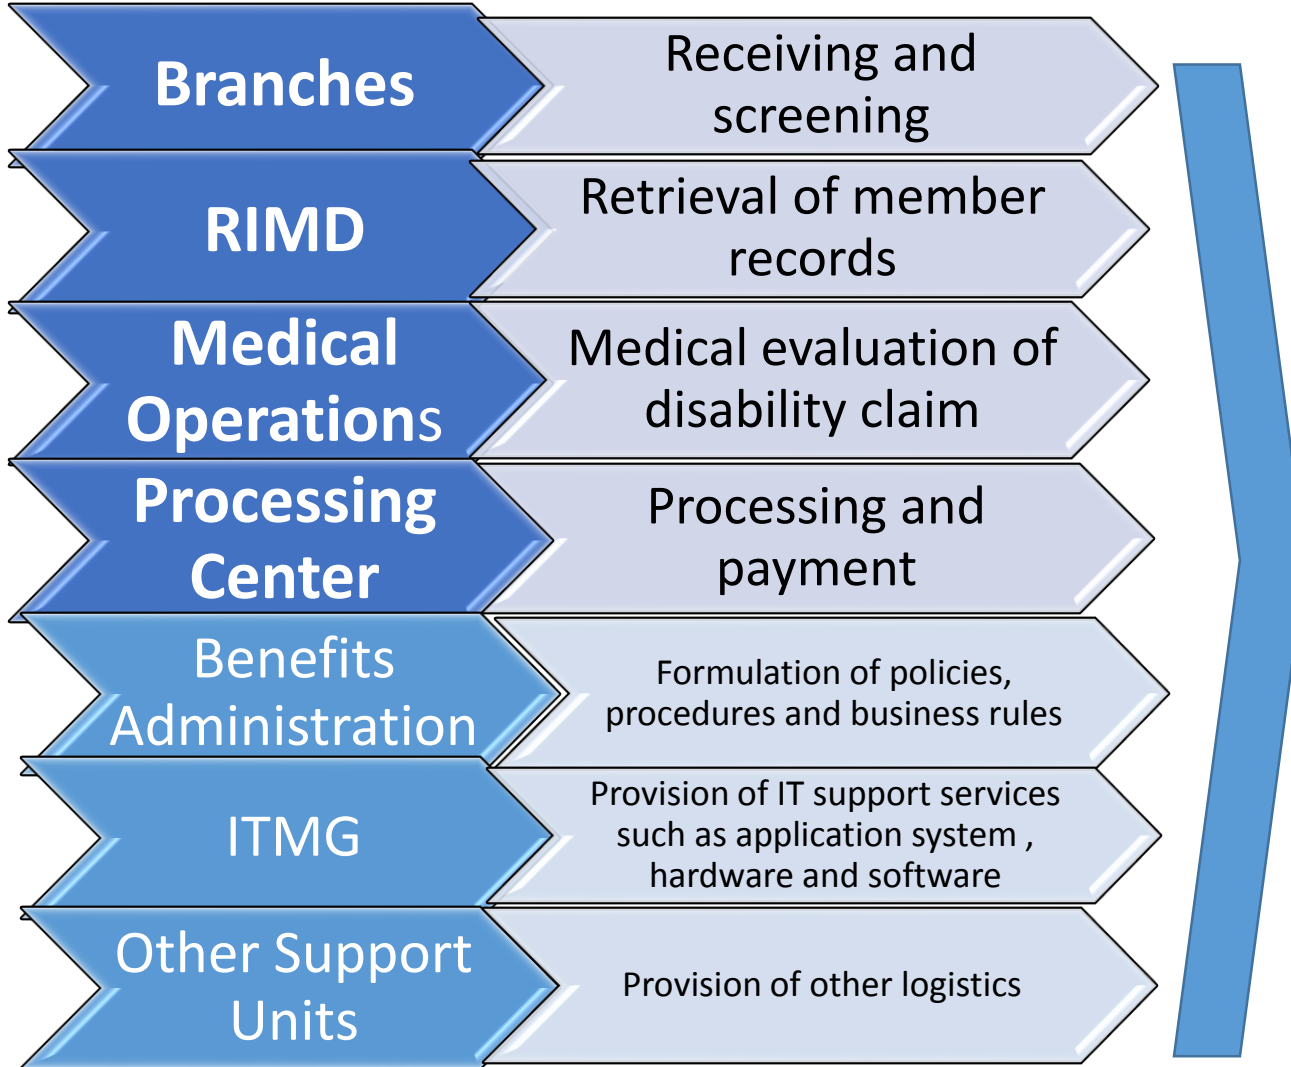 Branches
Receiving and
screening
RIMD
Retrieval of member
records
Medical
Operations
Medical evaluation of
disability claim
Processing
Center
Processing and
payment
Benefits
Administration
Formulation of policies,
procedures and business rules
ITMG
Provision of IT support services
such as application system ,
hardware and software
Other Support
Units
Provision of other logistics